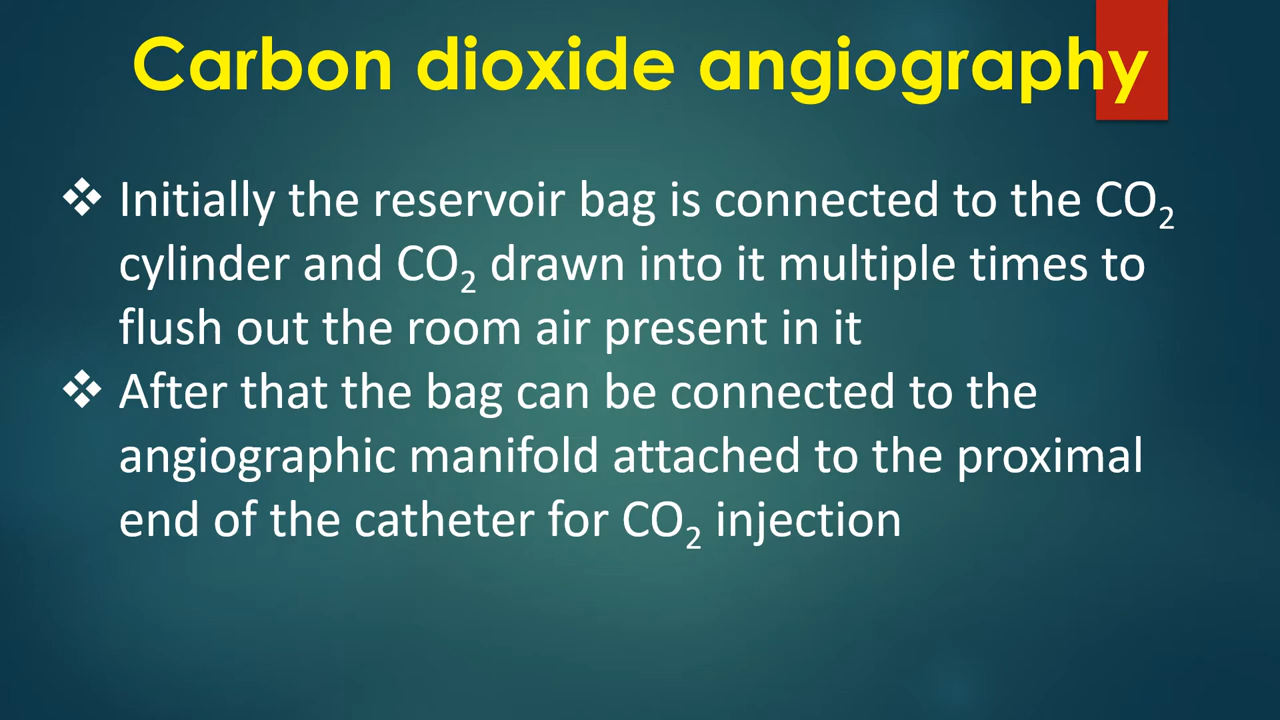 Carbon dioxide angiography
❖ Initially the reservoir bag is connected to the CO₂
cylinder and CO₂ drawn into it multiple times to
flush out the room air present in it
❖ After that the bag can be connected to the
angiographic manifold attached to the proximal
end of the catheter for CO₂ injection